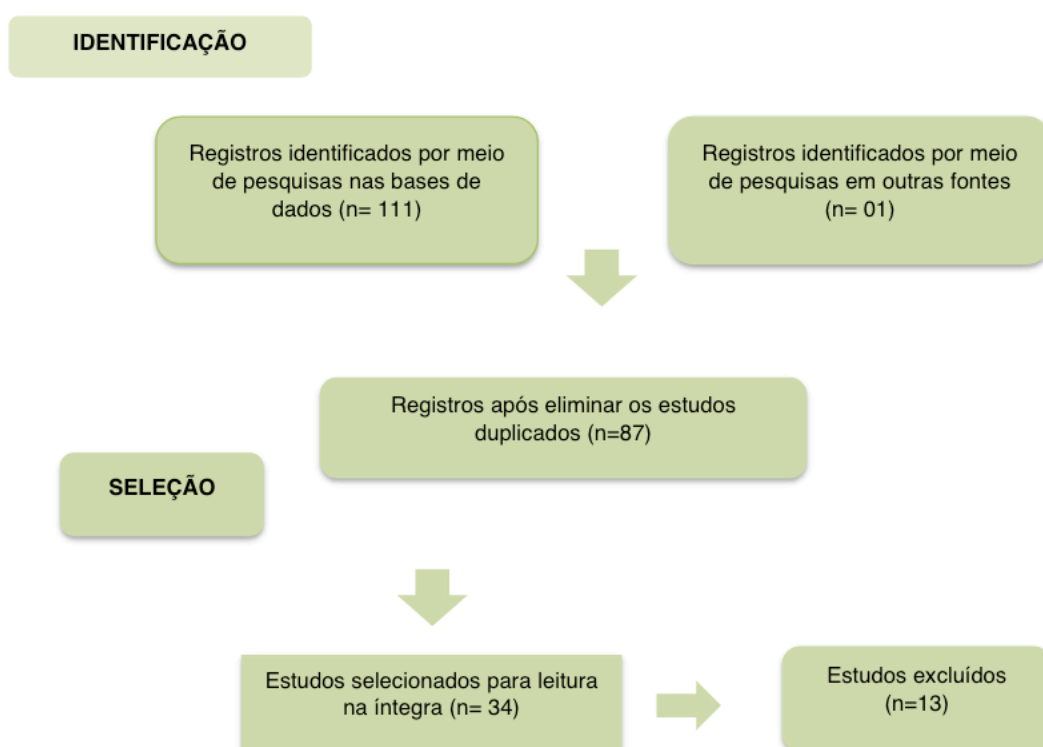 IDENTIFICAÇÃO
Registros identificados por meio
de pesquisas nas bases de
dados (n= 111)
Registros identificados por meio
de pesquisas em outras fontes
(n= 01)
Registros após eliminar os estudos
duplicados (n=87)
SELEÇÃO
Estudos selecionados para leitura
na íntegra (n= 34)
Estudos excluídos
(n=13)